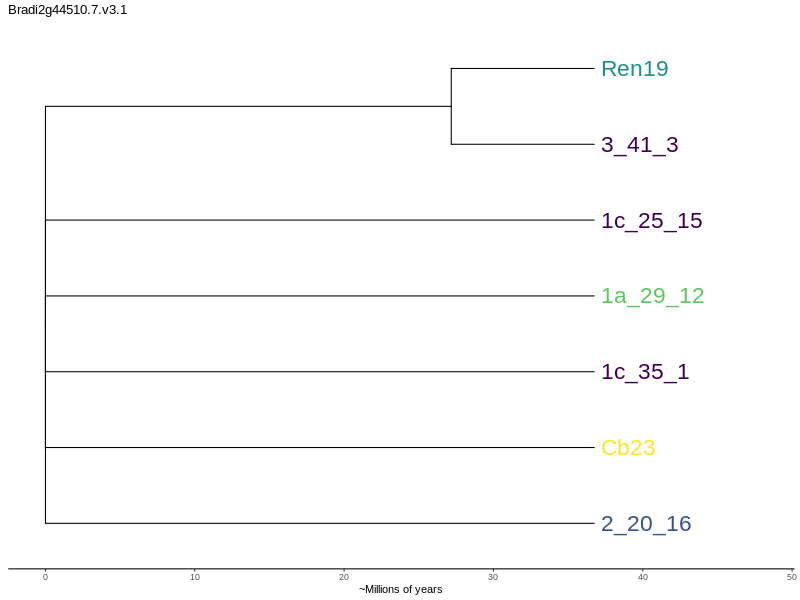 Bradi2g44510.7.v3.1
Ren19
3_41_3
1c_25_15
1a_29_12
1c_35_1
Cb23
2_20_16
0 10 20 30 40 50
~Millions of years